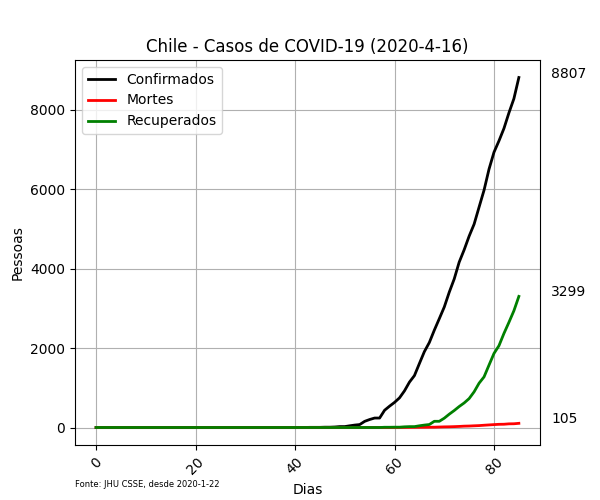 Chile - Casos de COVID-19 (2020-4-16)
Confirmados
Mortes
Recuperados
8807
3299
105
Pessoas
8000
6000
4000
2000
0
0
20
40
60
80
Dias
Fonte: JHU CSSE, desde 2020-1-22